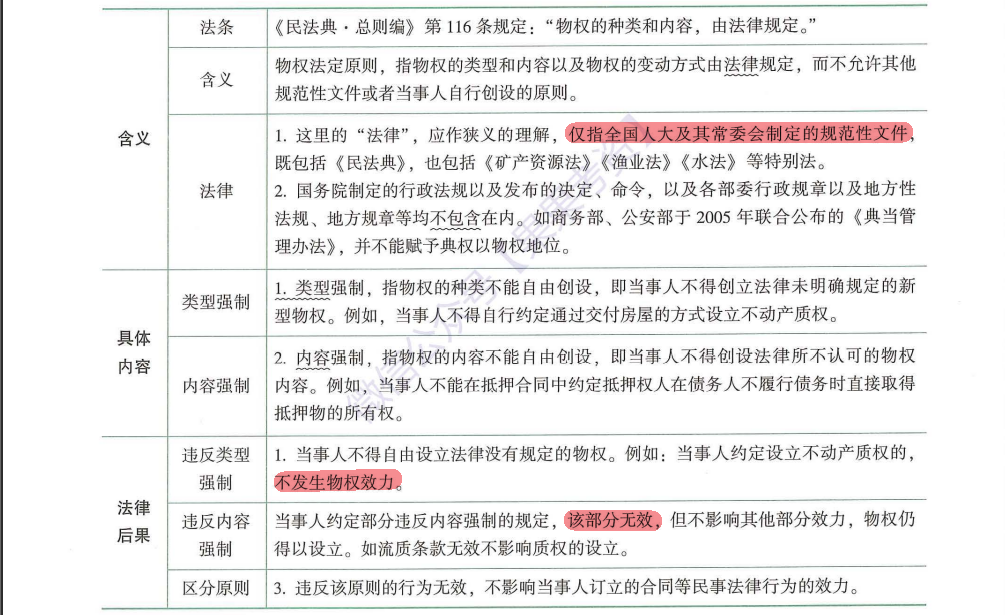 法条
《民法典·总则编》第 116 条规定：“物权的种类和内容，由法律规定。”
含义
含义
物权法定原则，指物权的类型和内容以及物权的变动方式由法律规定，而不允许其他
规范性文件或者当事人自行创设的原则。
法律
1. 这里的“法律”，应作狭义的理解，仅指全国人大及其常委会制定的规范性文件，
既包括《民法典》，也包括《矿产资源法》《渔业法》《水法》等特别法。
2. 国务院制定的行政法规以及发布的决定、命令，以及各部委行政规章以及地方性
法规、地方规章等均不包含在内。如商务部、公安部于 2005 年联合公布的《典当管
理办法》，并不能赋予典权以物权地位。
具体
内容
类型强制
1. 类型强制，指物权的种类不能自由创设，即当事人不得创立法律未明确规定的新
型物权。例如，当事人不得自行约定通过交付房屋的方式设立不动产质权。
内容强制
2. 内容强制，指物权的内容不能自由创设，即当事人不得创设法律所不认可的物权
内容。例如，当事人不能在抵押合同中约定抵押权人在债务人不履行债务时直接取得
抵押物的所有权。
法律
后果
违反类型
强制
1. 当事人不得自由设立法律没有规定的物权。例如：当事人约定设立不动产质权的，
不发生物权效力。
违反内容
强制
当事人约定部分违反内容强制的规定，该部分无效，但不影响其他部分效力，物权仍
得以设立。如流质条款无效不影响质权的设立。
区分原则
3. 违反该原则的行为无效，不影响当事人订立的合同等民事法律行为的效力。
微信公众号【果果考资】